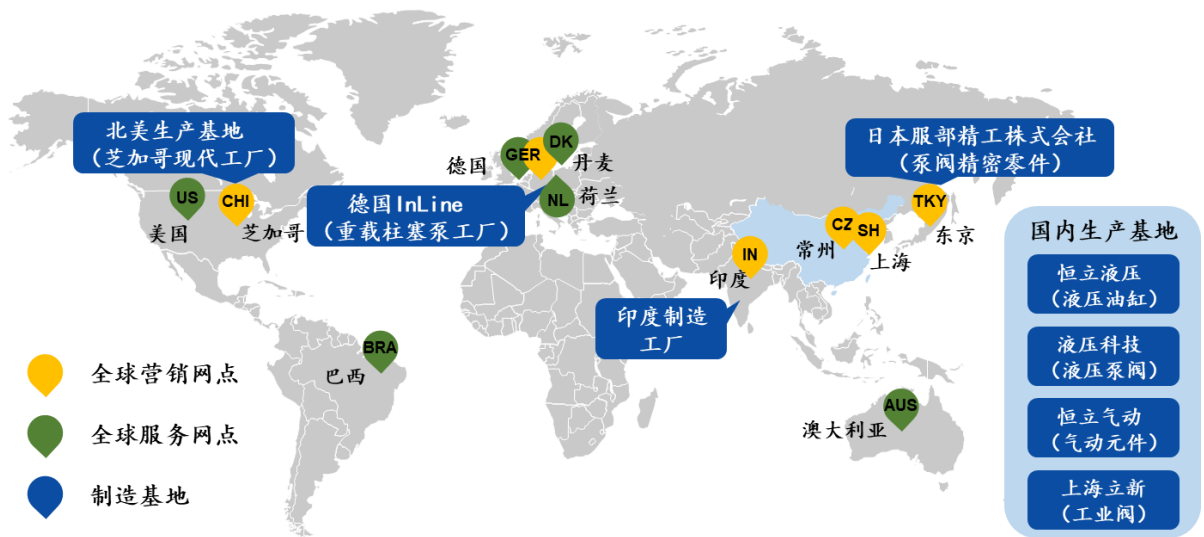 北美生产基地
（芝加哥现代工厂）
US
美国
CHI
芝加哥
德国
GER
DK
丹麦
NL
荷兰
德国InLine
（重载柱塞泵工厂）
日本服部精工株式会社
（泵阀精密零件）
TKY
东京
CZ
常州
SH
上海
IN
印度
印度制造
工厂
BRA
巴西
AUS
澳大利亚
全球营销网点
全球服务网点
制造基地
国内生产基地
恒立液压
（液压油缸）
液压科技
（液压泵阀）
恒立气动
（气动元件）
上海立新
（工业阀）